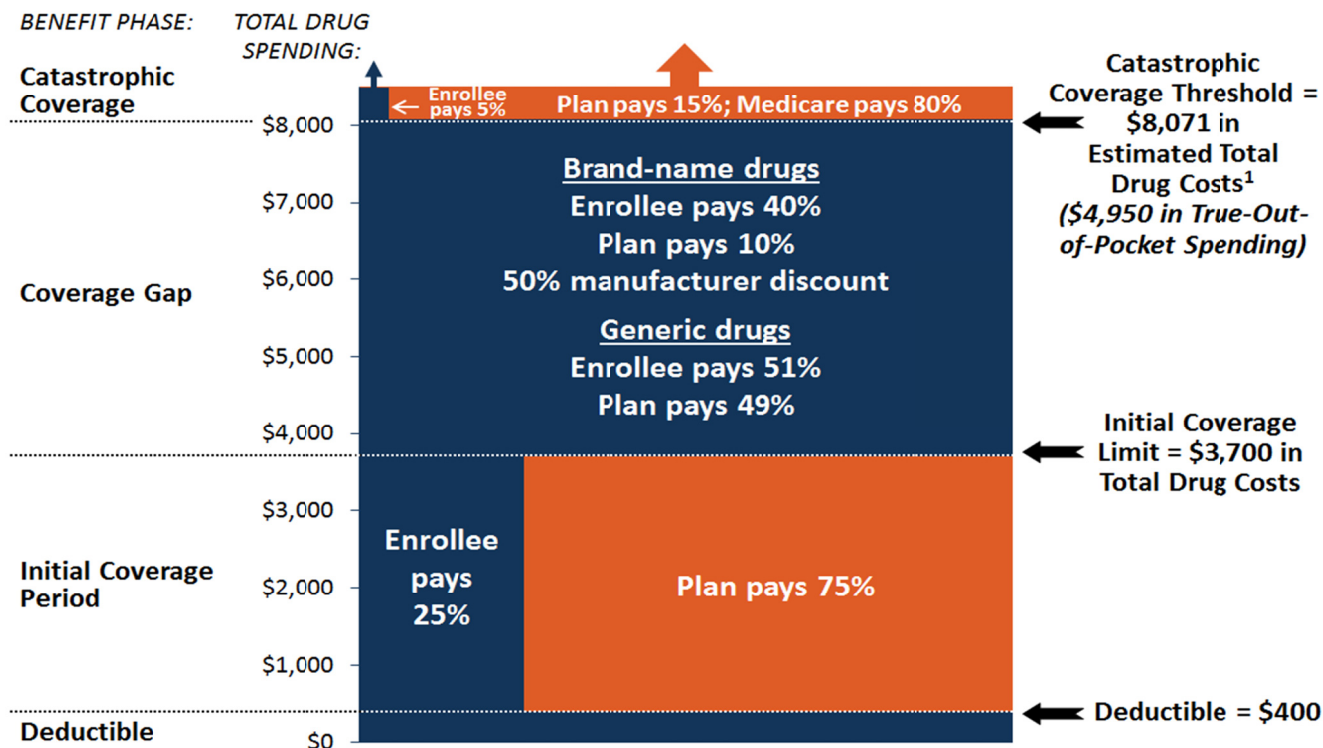 BENEFIT PHASE:
TOTAL DRUG
SPENDING:
Catastrophic
Coverage
Enrollee
pays 5%
Plan pays 15%; Medicare pays 80%
Catastrophic
Coverage Threshold =
$8,071 in
Estimated Total
Drug Costs¹
($4,950 in True-Out-
of-Pocket Spending)
$8,000
$7,000
$6,000
$5,000
$4,000
Coverage Gap
Brand-name drugs
Enrollee pays 40%
Plan pays 10%
50% manufacturer discount
Generic drugs
Enrollee pays 51%
Plan pays 49%
Initial Coverage
Limit = $3,700 in
Total Drug Costs
$3,000
$2,000
$1,000
Initial Coverage
Period
Enrollee
pays
25%
Plan pays 75%
Deductible = $400
Deductible
$0